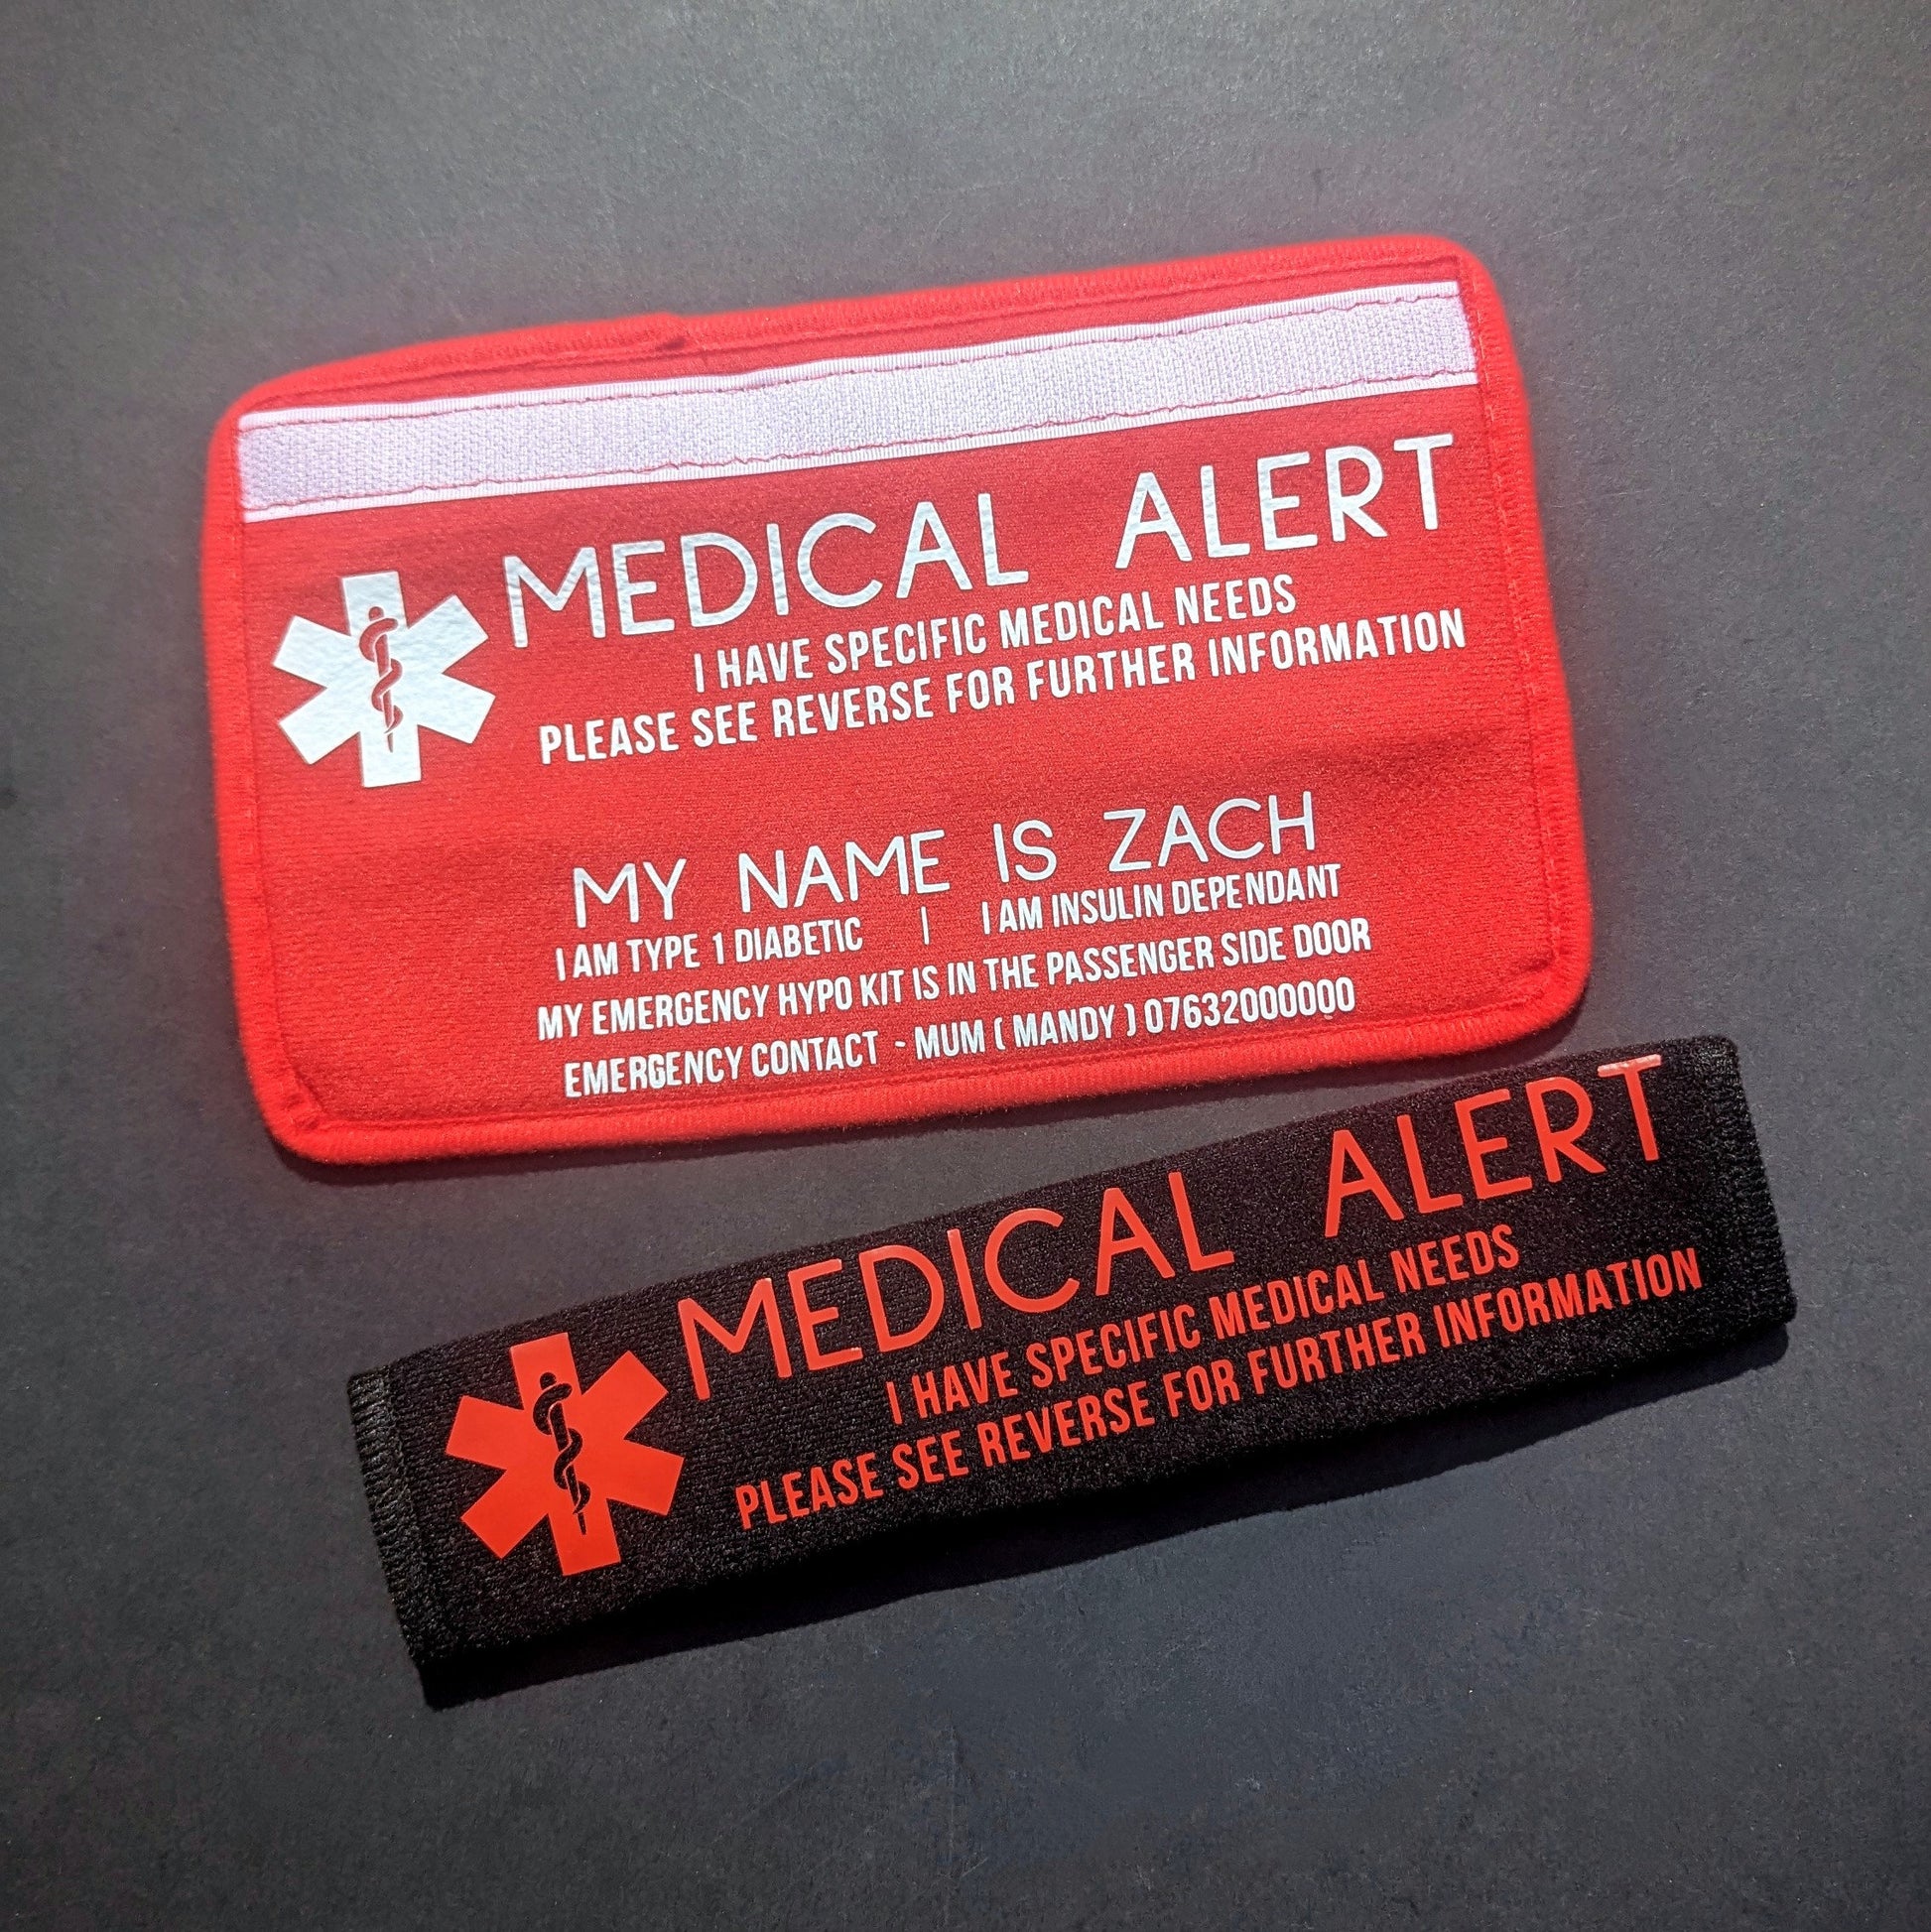 MEDICAL ALERT
I HAVE SPECIFIC MEDICAL NEEDS
PLEASE SEE REVERSE FOR FURTHER INFORMATION
MY NAME IS ZACH
I AM TYPE 1 DIABETIC | I AM INSULIN DEPENDANT
MY EMERGENCY HYPO KIT IS IN THE PASSENGER SIDE DOOR
EMERGENCY CONTACT - MUM ( MANDY ) 07632000000
MEDICAL ALERT
I HAVE SPECIFIC MEDICAL NEEDS
PLEASE SEE REVERSE FOR FURTHER INFORMATION